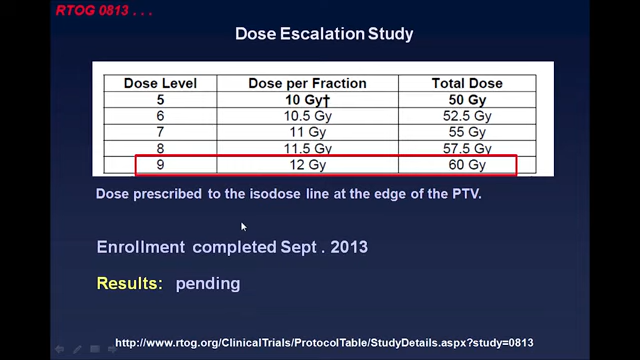 RTOG 0813 . . .
Dose Escalation Study
Dose Level Dose per Fraction Total Dose
5 10 Gy† 50 Gy
6 10.5 Gy 52.5 Gy
7 11 Gy 55 Gy
8 11.5 Gy 57.5 Gy
9 12 Gy 60 Gy
Dose prescribed to the isodose line at the edge of the PTV.
Enrollment completed Sept . 2013
Results: pending
http://www.rtog.org/ClinicalTrials/ProtocolTable/StudyDetails.aspx?study=0813